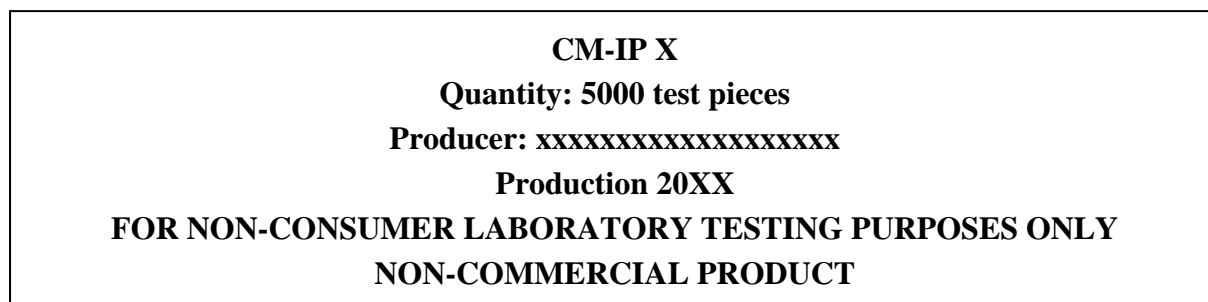 CM-IP X
Quantity: 5000 test pieces
Producer: xxxxxxxxxxxxxxxxxxx
Production 20XX
FOR NON-CONSUMER LABORATORY TESTING PURPOSES ONLY
NON-COMMERCIAL PRODUCT